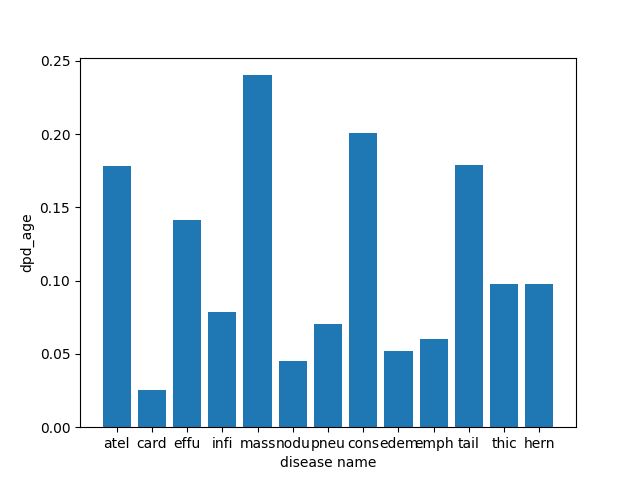 0.25
0.20
0.15
0.10
0.05
0.00
dpd_age
atel card effu infi mass nodu pneu cons edem emph tail thic hern
disease name